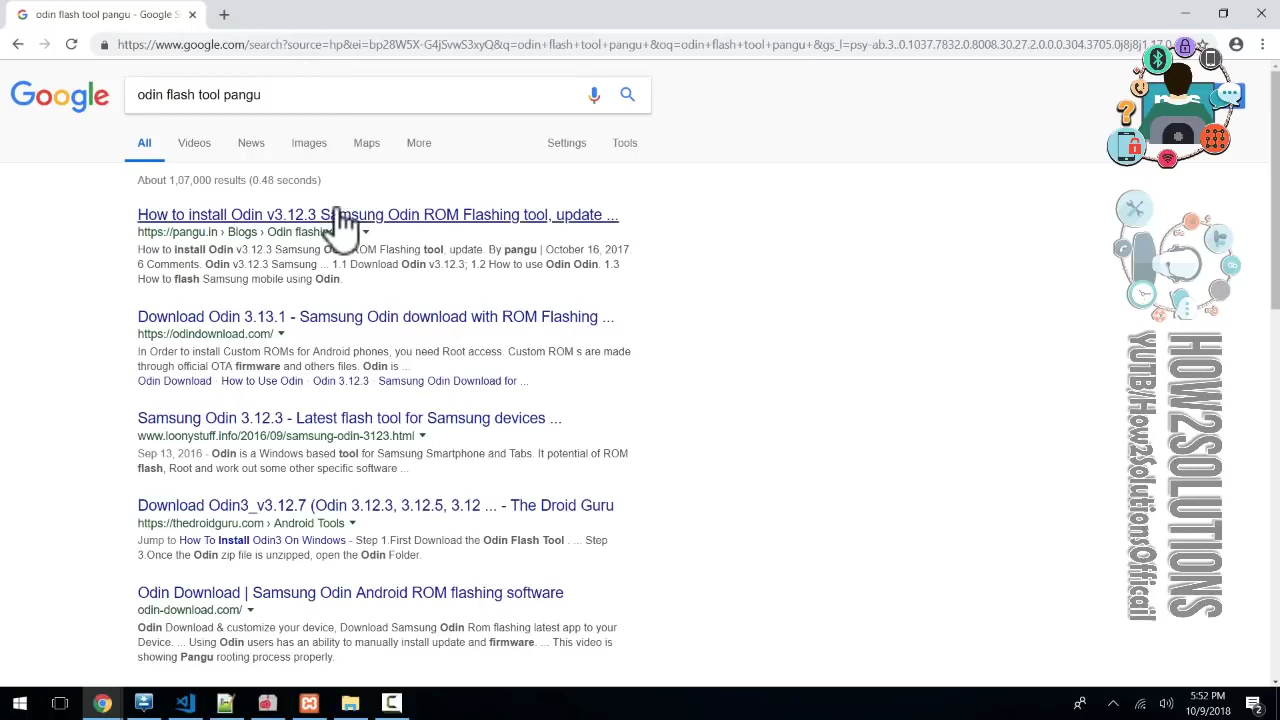 odin flash tool pangu - Google S
https://www.google.com/search?source=hp&ei=bp28W5X-G4jSvwS3xyQ&q=odin+flash+tool+pangu+&oq=odin+flash+tool+pangu+&gs_l=psy-ab.3..0.1037.7832.0.8008.30.27.2.0.0.0.304.3705.0j8j8j1.17.0
Google
odin flash tool pangu
All Videos News Images Maps More Settings Tools
About 1,07,000 results (0.48 seconds)
How to install Odin v3.12.3 Samsung Odin ROM Flashing tool, update ...
https://pangu.in › Blogs › Odin flashi
How to install Odin v3 12.3 Samsung ROM Flashing tool, update. By pangu | October 16, 2017.
6 Comments. Odin v3.12.3 Samsung ... 1.1 Download Odin v3.12.3; 1.2 How to use Odin Odin. 1.3
How to flash Samsung mobile using Odin.
Download Odin 3.13.1 - Samsung Odin download with ROM Flashing ...
https://odindownload.com/
In Order to install Custom ROMs for Android phones, you need Root access. Custom ROM s are made
through official OTA firmware and others files. Odin is ...
Odin Download · How to Use Odin · Odin 3.12.3 · Samsung Odin Download for ...
Samsung Odin 3.12.3 - Latest flash tool for Samsung devices ...
www.loonystuff.info/2016/09/samsung-odin-3123.html
Sep 13, 2016 - Odin is a Windows based tool for Samsung Smartphone and Tabs. It potential of ROM
flash, Root and work out some other specific software ...
Download Odin3_v3.12.7 (Odin 3.12.3, 3.12.5, 3.12 ... - The Droid Guru
https://thedroidguru.com › Android Tools
Jump to How To Install Odin3 On Windows - Step 1.First Download the Odin Flash Tool . ... Step
3.Once the Odin zip file is unzipped, open the Odin Folder.
Odin Download | Samsung Odin Android ROM flashing software
odin-download.com/
Odin Download & customize your device, Download Samsung Odin Rom flashing latest app to your
Device. ... Using Odin users has an ability to manually install update and firmware. ... This video is
showing Pangu rooting process properly.
HOW2SOLUTIONS
YUTB/How2SolutionsOfficail
5:52 PM
10/9/2018
2